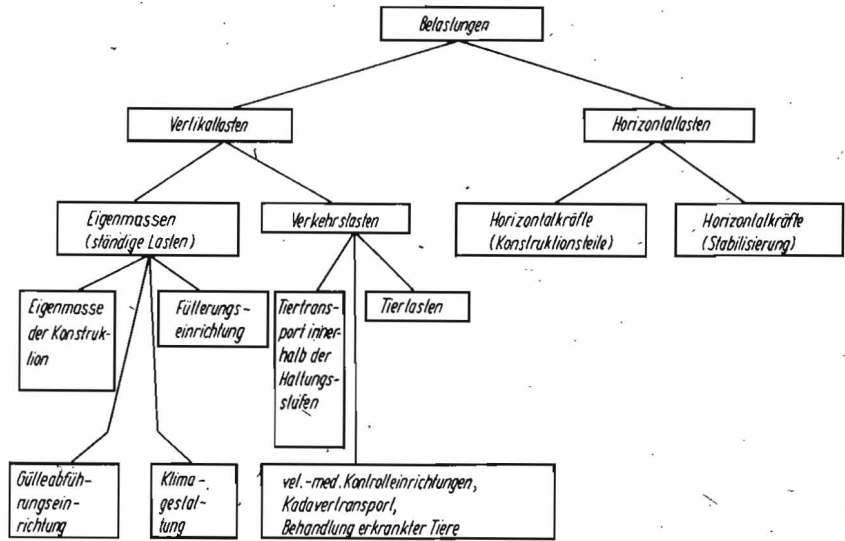 Belastungen
Vertikallasten
Horizontallasten
Eigenmassen
(ständige Lasten)
Verkehrslasten
Horizontalkräfte
(Konstruktionsteile)
Horizontalkräfte
(Stabilisierung)
Eigenmasse
der Konstruk-
tion
Fütterungs-
einrichtung
Tiertrans-
port inner-
halb der
Haltungs-
stufen
Tierlasten
Gülleabfüh-
rungsein-
richtung
Klima-
gestal-
tung
vet.-med. Kontrolleinrichtungen,
Kadavertransport,
Behandlung erkrankter Tiere